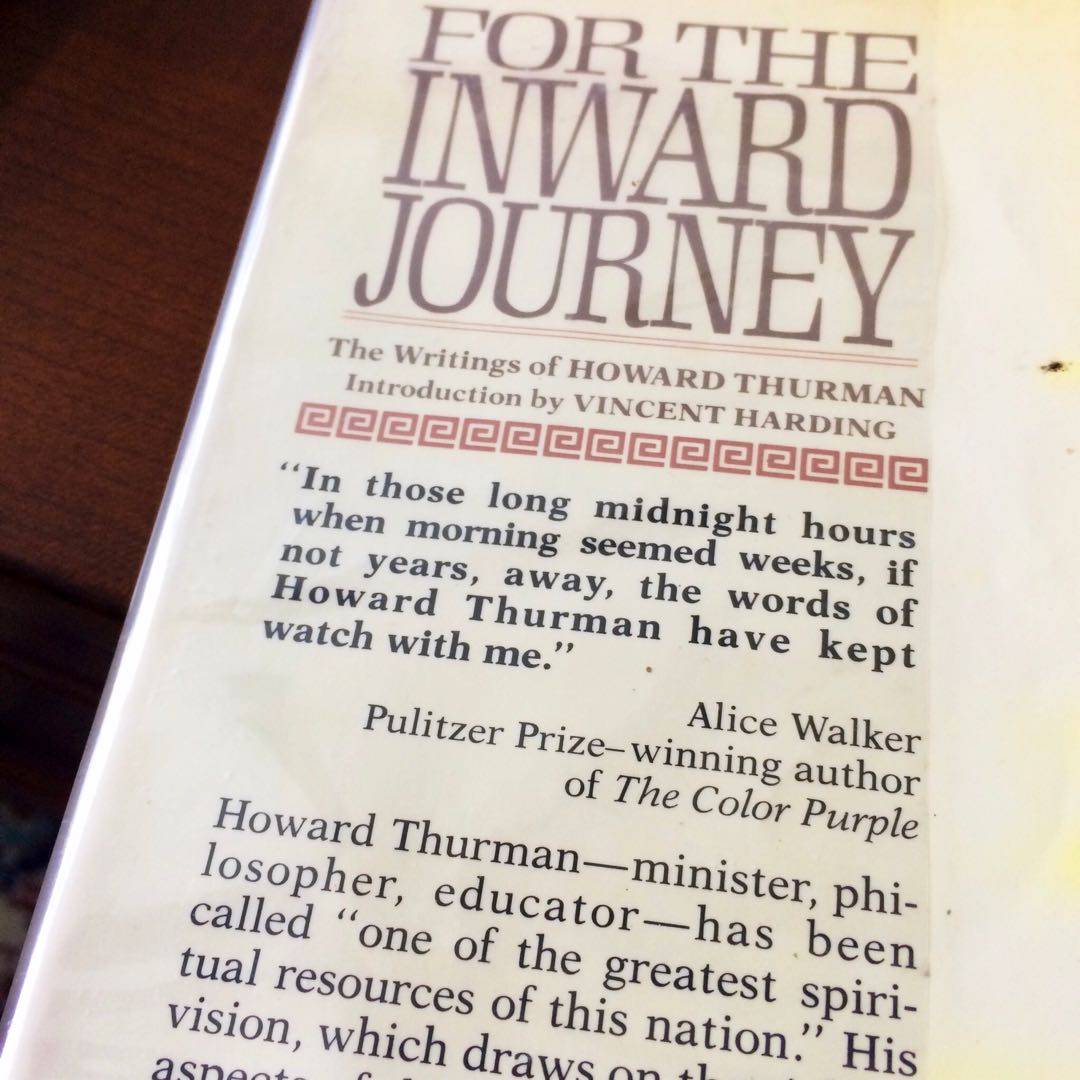 FOR THE
INWARD
JOURNEY
The Writings of HOWARD THURMAN
Introduction by VINCENT HARDING
“In those long midnight hours
when morning seemed weeks, if
not years, away, the words of
Howard Thurman have kept
watch with me.”
Alice Walker
Pulitzer Prize–winning author
of The Color Purple
Howard Thurman—minister, phi-
losopher, educator—has been
called “one of the greatest spiri-
tual resources of this nation.” His
vision, which draws on